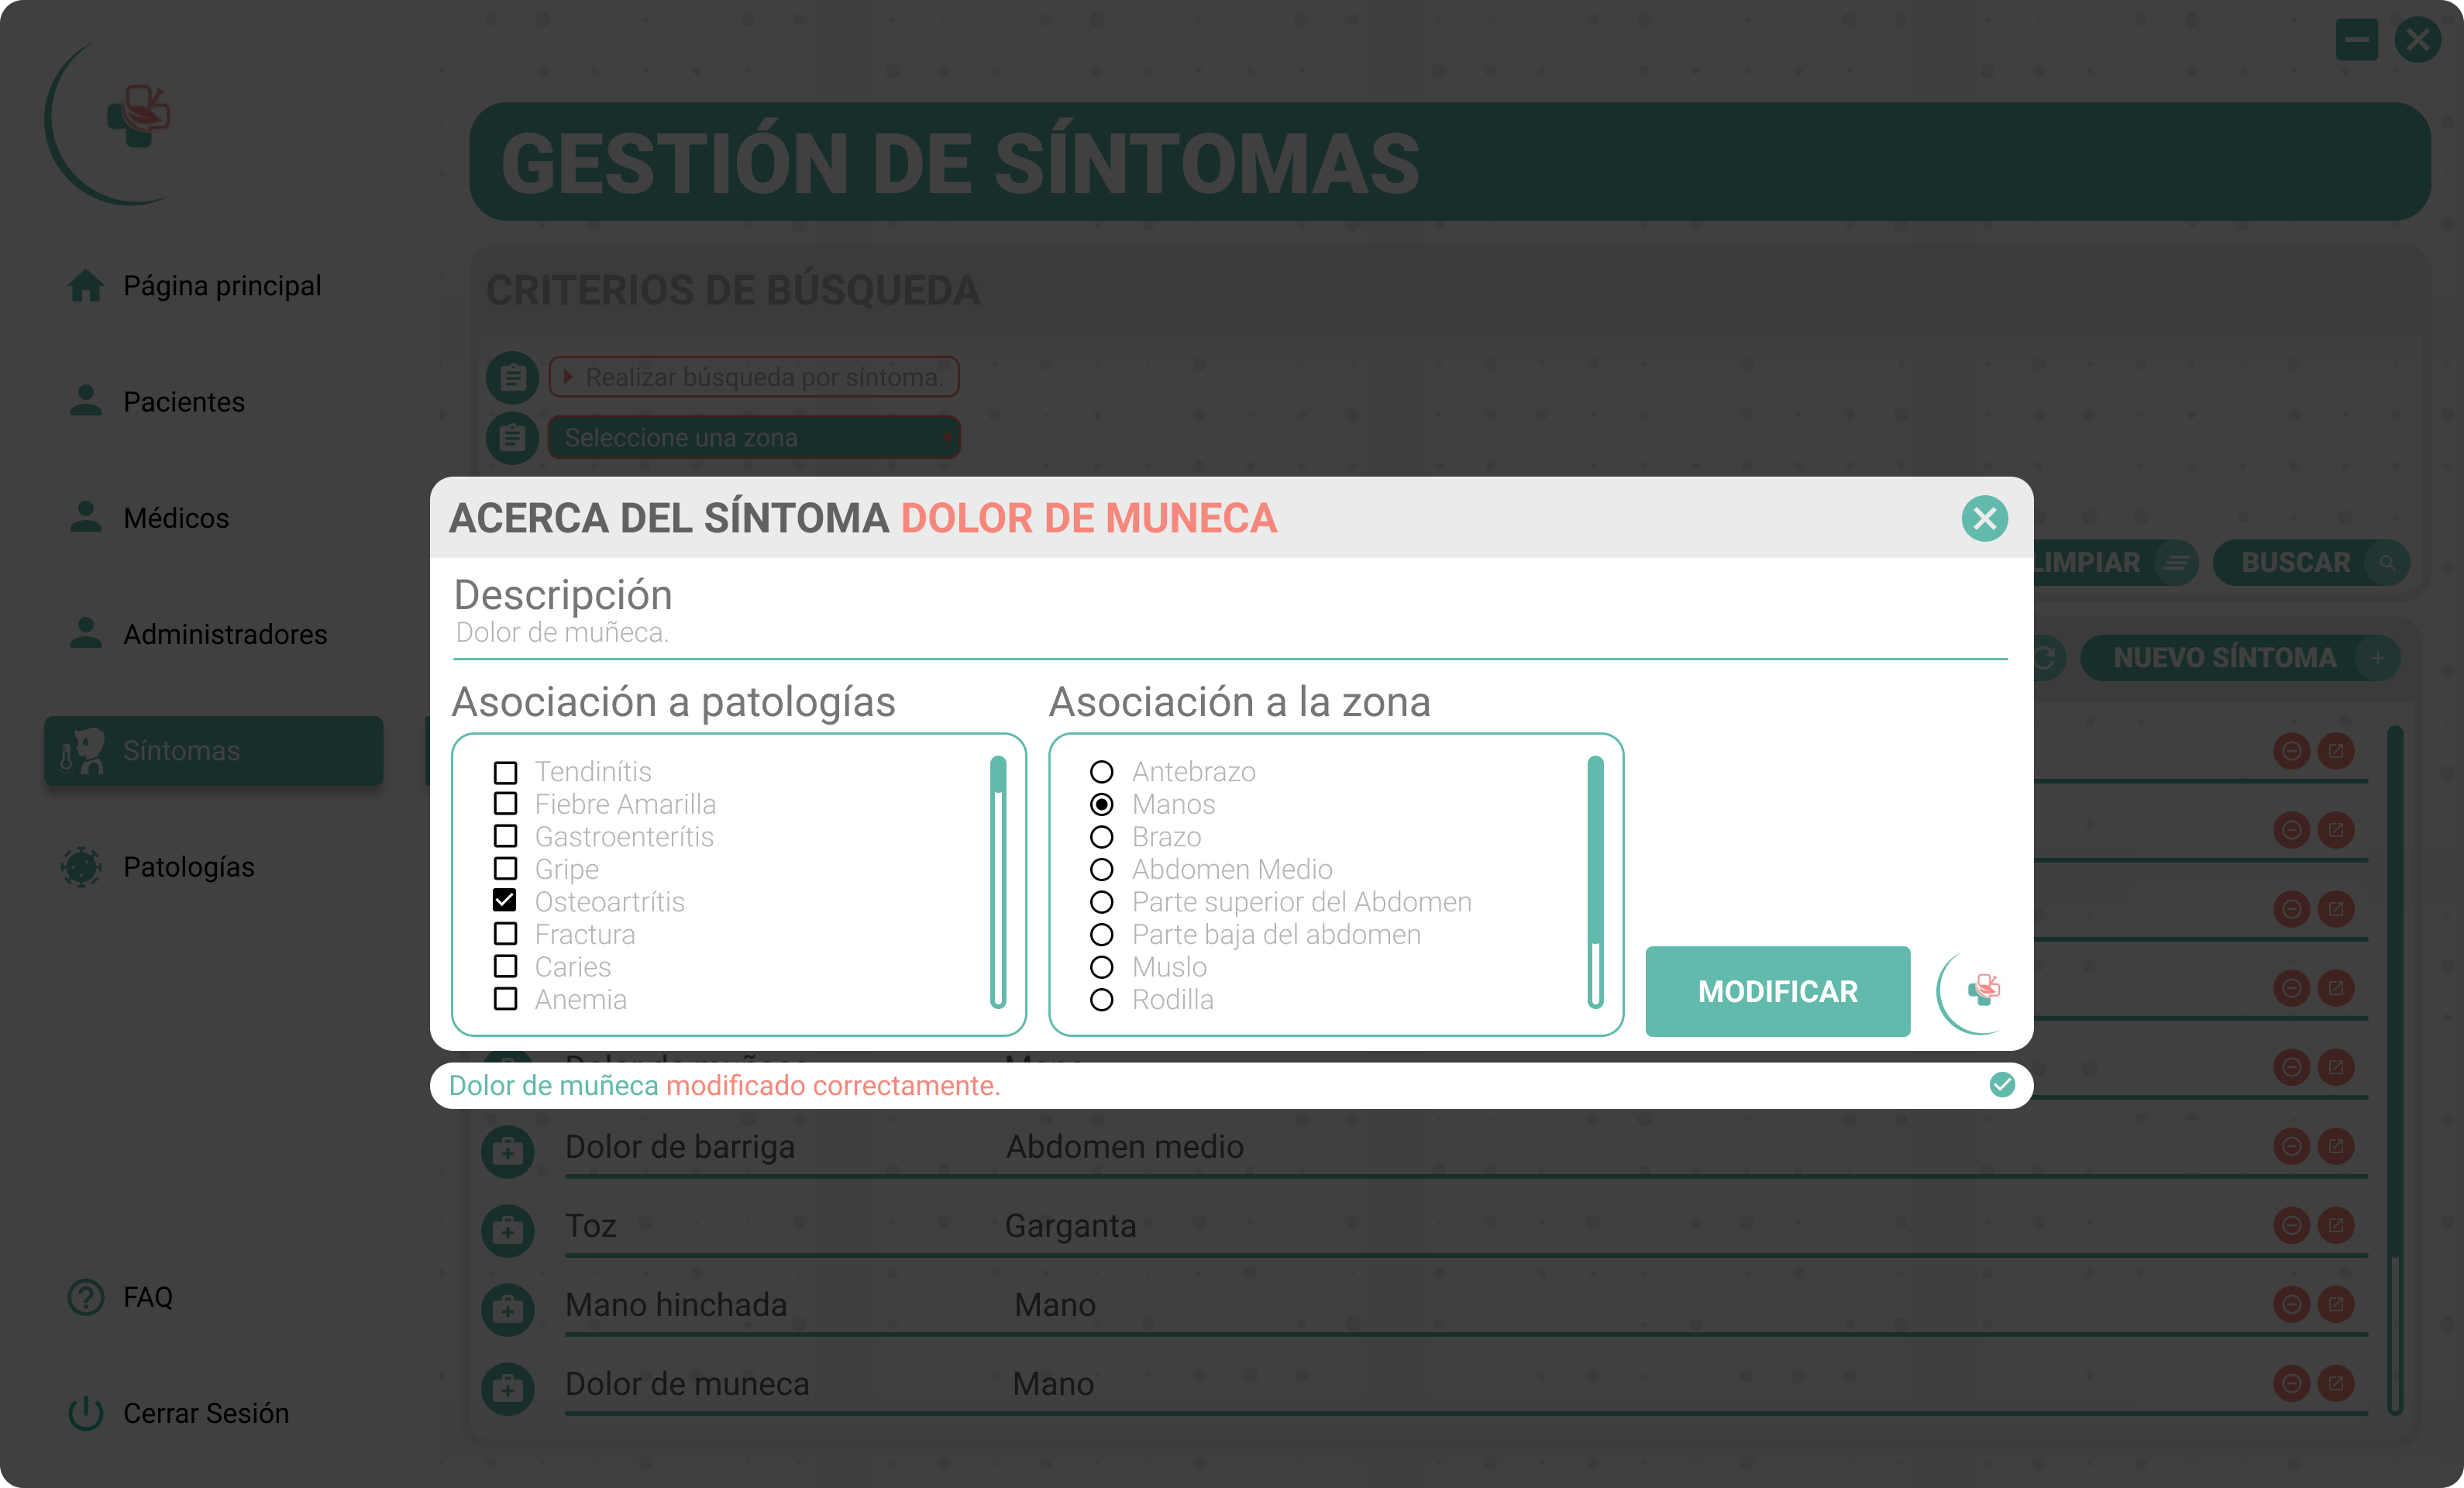 GESTIÓN DE SÍNTOMAS
Página principal
CRITERIOS DE BÚSQUEDA
Realizar búsqueda por síntoma.
Pacientes
Seleccione una zona
Médicos
ACERCA DEL SÍNTOMA DOLOR DE MUNECA
LIMPIAR
BUSCAR
Descripción
Dolor de muñeca.
Administradores
NUEVO SÍNTOMA
Asociación a patologías
Asociación a la zona
Síntomas
Tendinítis
Fiebre Amarilla
Gastroenterítis
Gripe
Osteoartrítis
Fractura
Caries
Anemia
Antebrazo
Manos
Brazo
Abdomen Medio
Parte superior del Abdomen
Parte baja del abdomen
Muslo
Rodilla
Patologías
MODIFICAR
Dolor de muñeca Mano
Dolor de muñeca modificado correctamente.
Dolor de barriga Abdomen medio
Toz Garganta
Mano hinchada Mano
Dolor de muneca Mano
FAQ
Cerrar Sesión